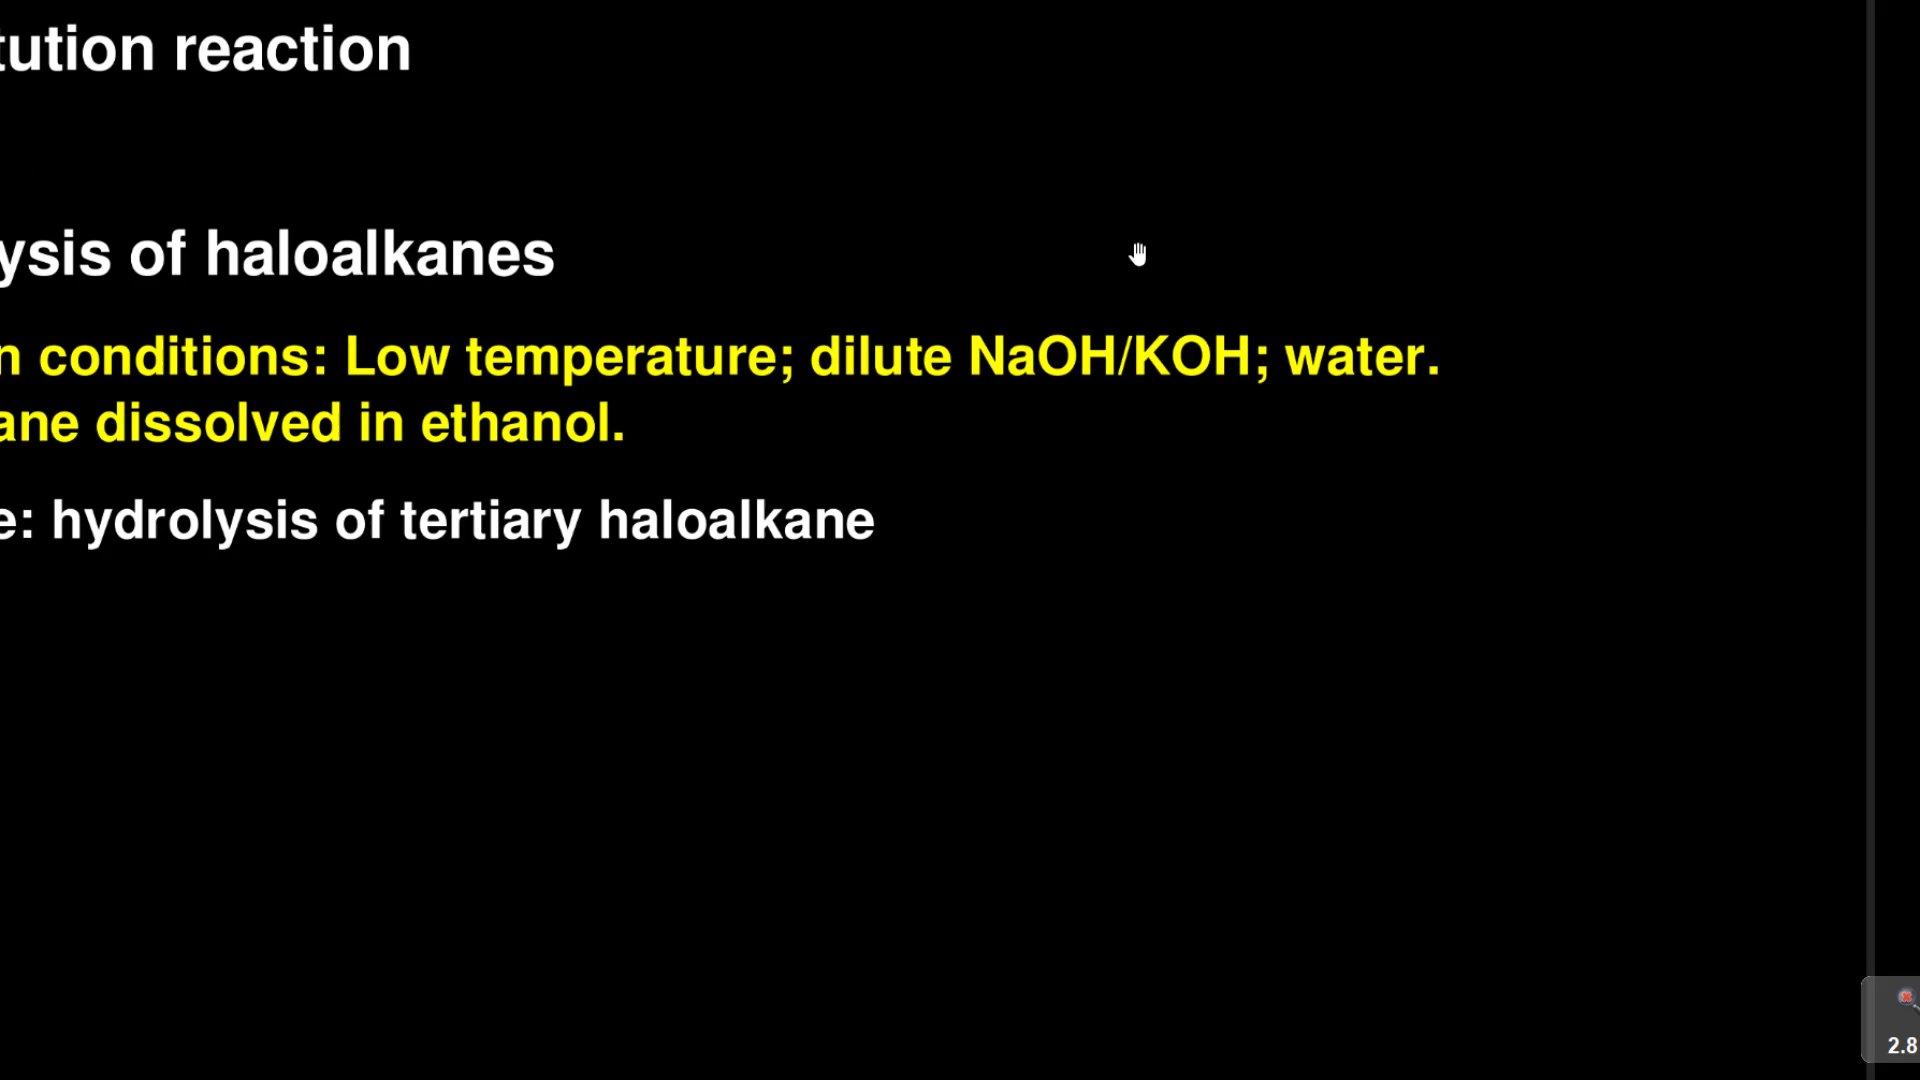 tution reaction
ysis of haloalkanes
n conditions: Low temperature; dilute NaOH/KOH; water.
ane dissolved in ethanol.
e: hydrolysis of tertiary haloalkane
2.8